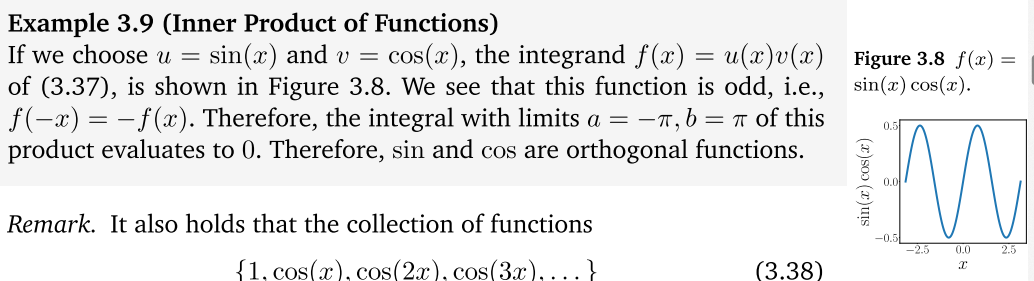 Example 3.9 (Inner Product of Functions)
If we choose u = sin(x) and v = cos(x), the integrand f(x) = u(x)v(x)
of (3.37), is shown in Figure 3.8. We see that this function is odd, i.e.,
f(−x) = −f(x). Therefore, the integral with limits a = −π, b = π of this
product evaluates to 0. Therefore, sin and cos are orthogonal functions.
Remark. It also holds that the collection of functions
{1, cos(x), cos(2x), cos(3x), . . . } (3.38)
Figure 3.8 f(x) =
sin(x) cos(x).
sin(x) cos(x)
0.5
0.0
−0.5
−2.5 0.0 2.5
x